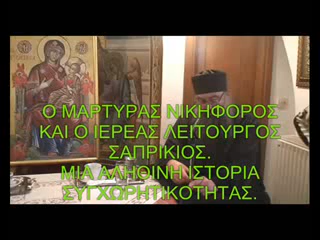 Ο ΜΑΡΤΥΡΑΣ ΝΙΚΗΦΟΡΟΣ
ΚΑΙ Ο ΙΕΡΕΑΣ ΛΕΙΤΟΥΡΓΟΣ
ΣΑΠΡΙΚΙΟΣ.
ΜΙΑ ΑΛΗΘΙΝΗ ΙΣΤΟΡΙΑ
ΣΥΓΧΩΡΗΤΙΚΟΤΗΤΑΣ.